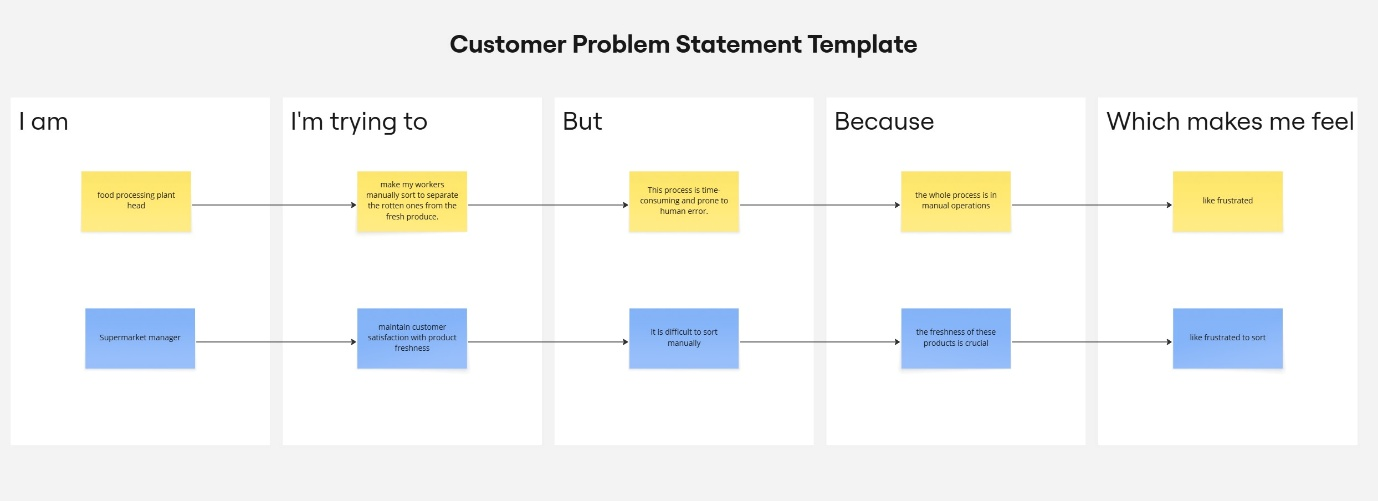 Customer Problem Statement Template
I am
I'm trying to
But
Because
Which makes me feel
food processing plant
head
make my workers
manually sort to separate
the rotten ones from the
fresh produce.
This process is time-
consuming and prone to
human error.
the whole process is in
manual operations
like frustrated
Supermarket manager
maintain customer
satisfaction with product
freshness
it is difficult to sort
manually
the freshness of these
products is crucial
like frustrated to sort